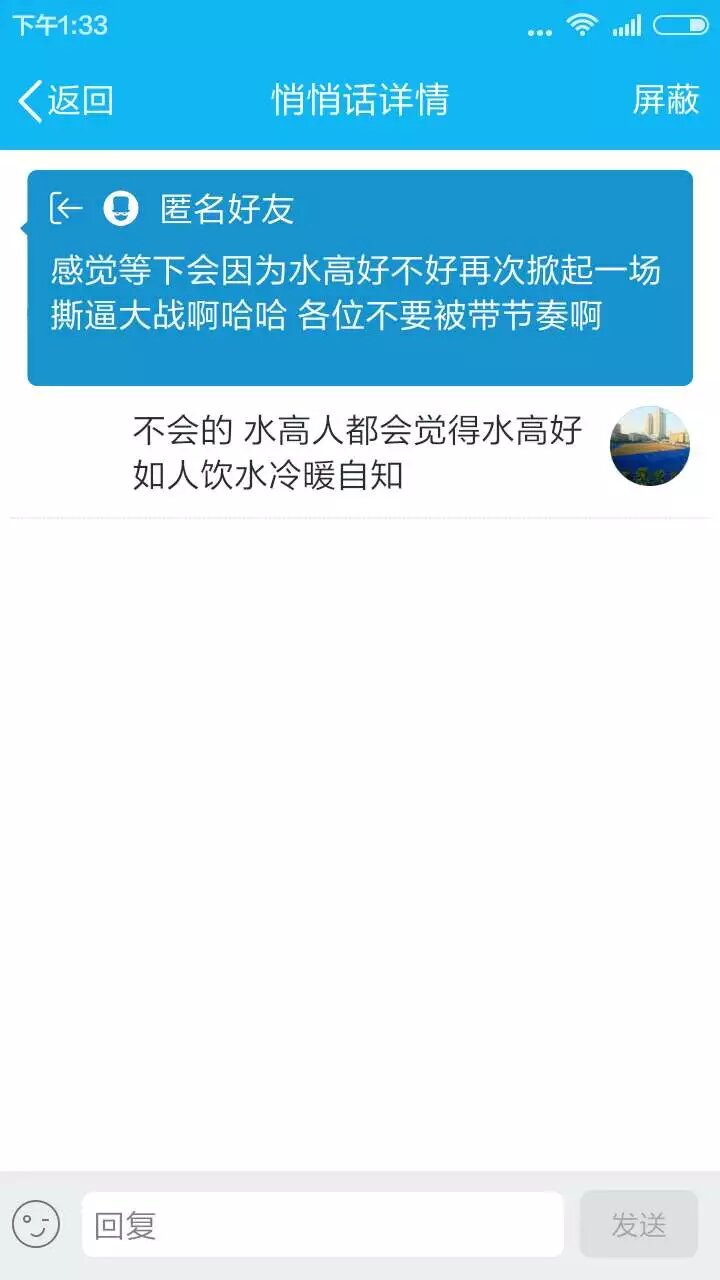 下午1:33
返回
悄悄话详情
屏蔽
匿名好友
感觉等下会因为水高好不好再次掀起一场
撕逼大战啊哈哈 各位不要被带节奏啊
不会的 水高人都会觉得水高好
如人饮水冷暖自知
回复
发送